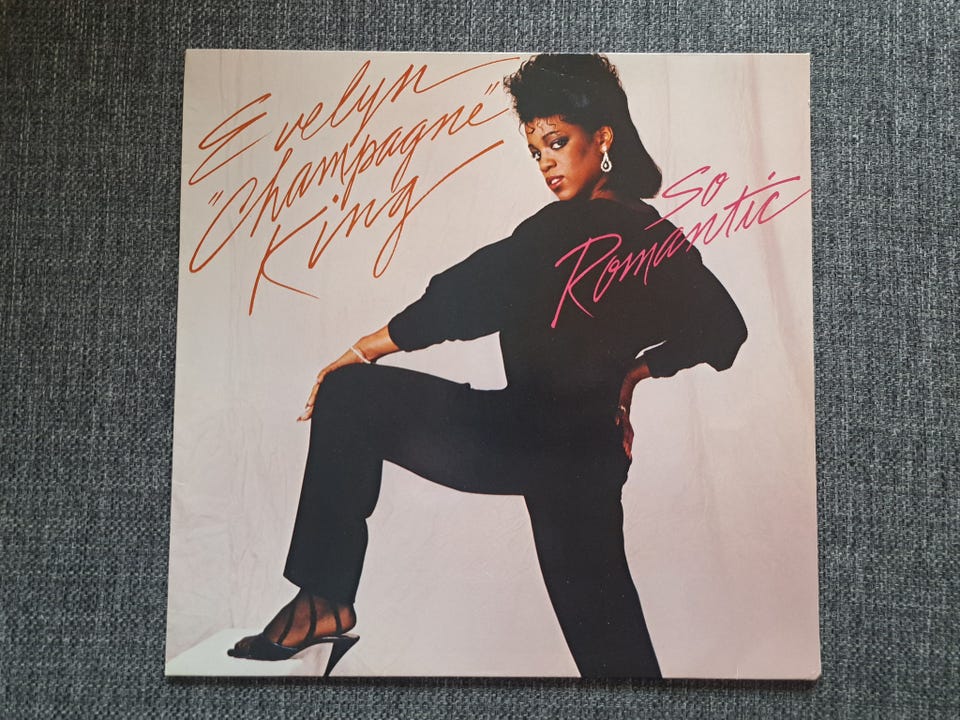 Evelyn
"Champagne"
King
So
Romantic